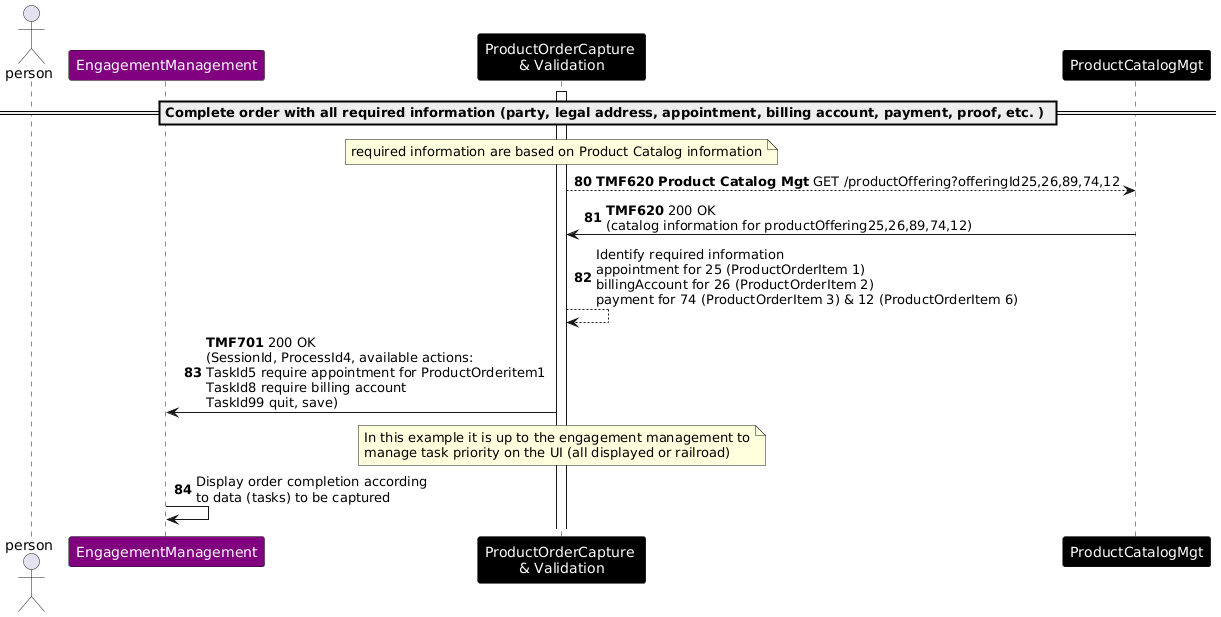 person
EngagementManagement
ProductOrderCapture
& Validation
ProductCatalogMgt
Complete order with all required information (party, legal address, appointment, billing account, payment, proof, etc. )
required information are based on Product Catalog information
80 TMF620 Product Catalog Mgt GET /productOffering?offeringId25,26,89,74,12
81 TMF620 200 OK
(catalog information for productOffering25,26,89,74,12)
Identify required information
appointment for 25 (ProductOrderItem 1)
82 billingAccount for 26 (ProductOrderItem 2)
payment for 74 (ProductOrderItem 3) & 12 (ProductOrderItem 6)
TMF701 200 OK
(SessionId, ProcessId4, available actions:
83 TaskId5 require appointment for ProductOrderitem1
TaskId8 require billing account
TaskId99 quit, save)
In this example it is up to the engagement management to
manage task priority on the UI (all displayed or railroad)
84 Display order completion according
to data (tasks) to be captured
person
EngagementManagement
ProductOrderCapture
& Validation
ProductCatalogMgt